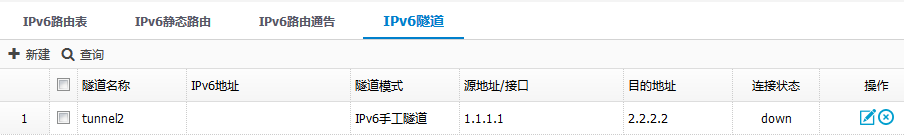 IPv6路由表 IPv6静态路由 IPv6路由通告 IPv6隧道
新建 查询
隧道名称 IPv6地址 隧道模式 源地址/接口 目的地址 连接状态 操作
1 tunnel2 IPv6手工隧道 1.1.1.1 2.2.2.2 down